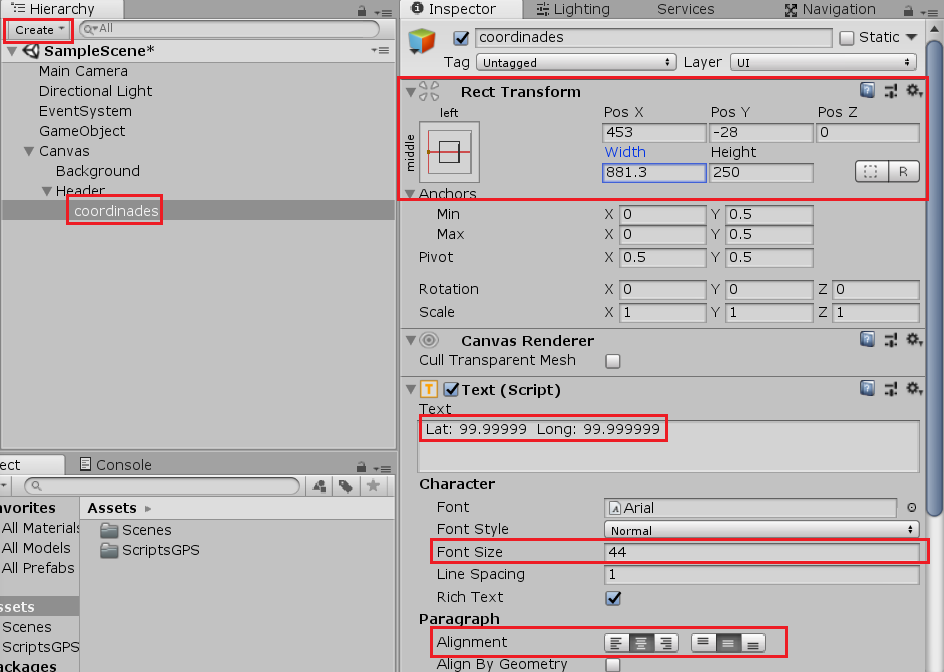 Hierarchy
Create
All
SampleScene*
Main Camera
Directional Light
EventSystem
GameObject
Canvas
Background
Header
coordinades
ect
Console
avorites
All Materials
All Models
All Prefabs
ssets
Scenes
ScriptsGPS
ackages
Assets
Scenes
ScriptsGPS
Inspector Lighting Services Navigation
coordinades Static
Tag Untagged Layer UI
Rect Transform
left Pos X Pos Y Pos Z
453 -28 0
middle
Width Height
881.3 250 R
Anchors
Min X 0 Y 0.5
Max X 0 Y 0.5
Pivot X 0.5 Y 0.5
Rotation X 0 Y 0 Z 0
Scale X 1 Y 1 Z 1
Canvas Renderer
Cull Transparent Mesh
T Text (Script)
Text
Lat: 99.99999 Long: 99.999999
Character
Font Arial
Font Style Normal
Font Size 44
Line Spacing 1
Rich Text
Paragraph
Alignment
Align By Geometry